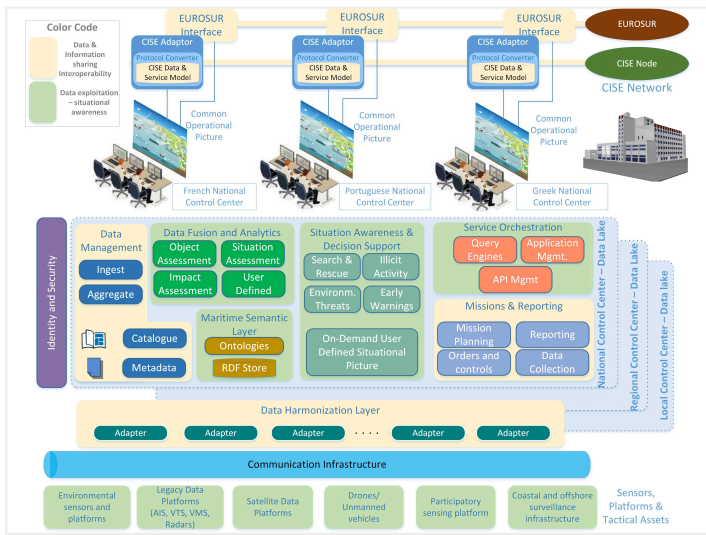 Color Code
Data &
Information
sharing
Interoperability
Data exploitation
– situational
awareness
EUROSUR
Interface
EUROSUR
Interface
EUROSUR
Interface
EUROSUR
CISE Adaptor
Protocol Converter
CISE Data &
Service Model
CISE Adaptor
Protocol Converter
CISE Data &
Service Model
CISE Adaptor
Protocol Converter
CISE Data &
Service Model
CISE Node
CISE Network
Common
Operational
Picture
Common
Operational
Picture
Common
Operational
Picture
French National
Control Center
Portuguese National
Control Center
Greek National
Control Center
Identity and Security
Data
Management
Ingest
Aggregate
Catalogue
Metadata
Data Fusion and Analytics
Object
Assessment
Situation
Assessment
Impact
Assessment
User
Defined
Maritime Semantic
Layer
Ontologies
RDF Store
Situation Awareness &
Decision Support
Search &
Rescue
Illicit
Activity
Environm.
Threats
Early
Warnings
On-Demand User
Defined Situational
Picture
Service Orchestration
Query
Engines
Application
Mgmt.
API Mgmt
Missions & Reporting
Mission
Planning
Reporting
Orders and
controls
Data
Collection
National Control Center – Data Lake
Regional Control Center – Data Lake
Local Control Center – Data lake
Data Harmonization Layer
Adapter
Adapter
Adapter
. . . .
Adapter
Adapter
Communication Infrastructure
Environmental
sensors and
platforms
Legacy Data
Platforms
(AIS, VTS, VMS,
Radars)
Satellite Data
Platforms
Drones/
Unmanned
vehicles
Participatory
sensing platform
Coastal and offshore
surveillance
infrastructure
Sensors,
Platforms &
Tactical Assets